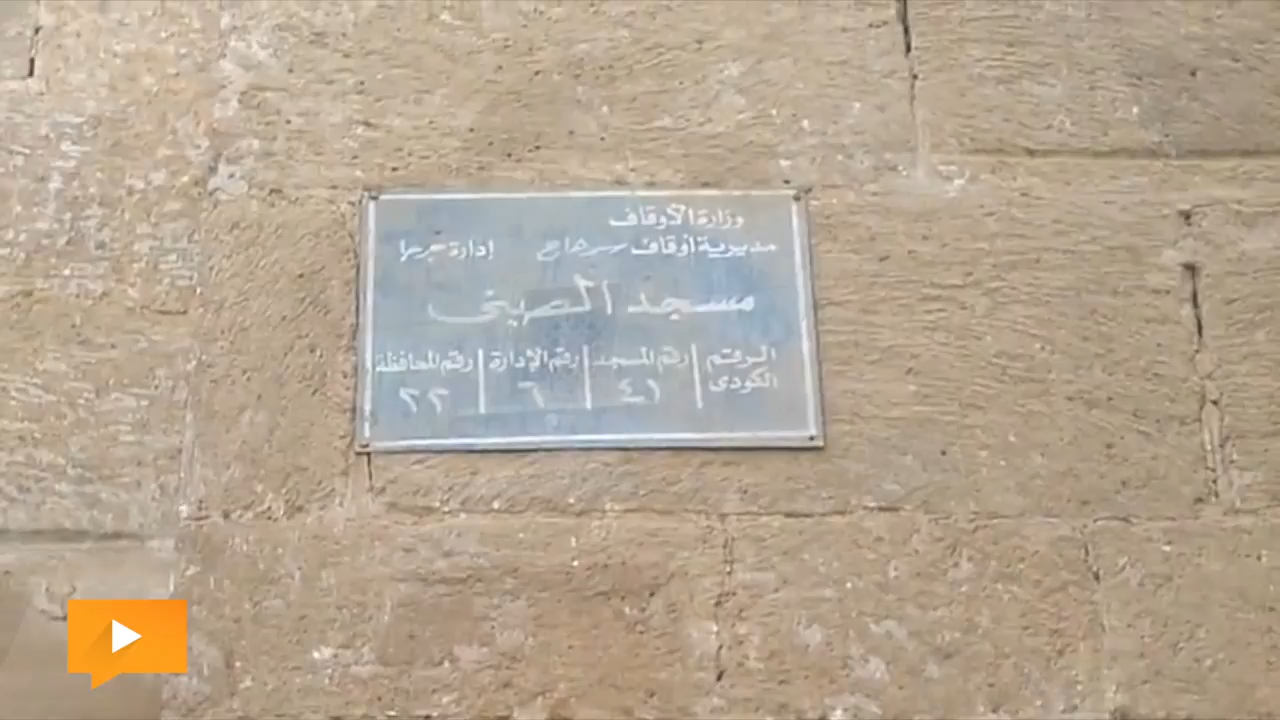 وزارة الأوقاف
مديرية أوقاف سوهاج إدارة جرجا
مسجد الصينى
الرقم الكودى | رقم المسجد ٤١ | رقم الإدارة ٦ | رقم المحافظة ٢٢